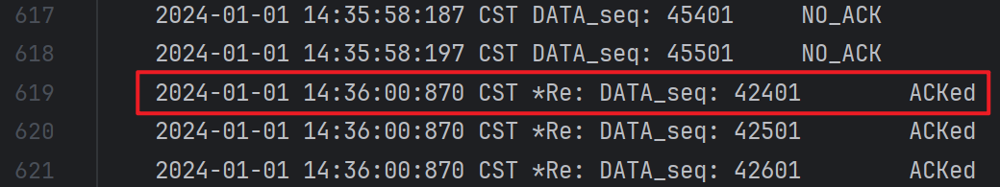 617 2024-01-01 14:35:58:187 CST DATA_seq: 45401 NO_ACK
618 2024-01-01 14:35:58:197 CST DATA_seq: 45501 NO_ACK
619 2024-01-01 14:36:00:870 CST *Re: DATA_seq: 42401 ACKed
620 2024-01-01 14:36:00:870 CST *Re: DATA_seq: 42501 ACKed
621 2024-01-01 14:36:00:870 CST *Re: DATA_seq: 42601 ACKed